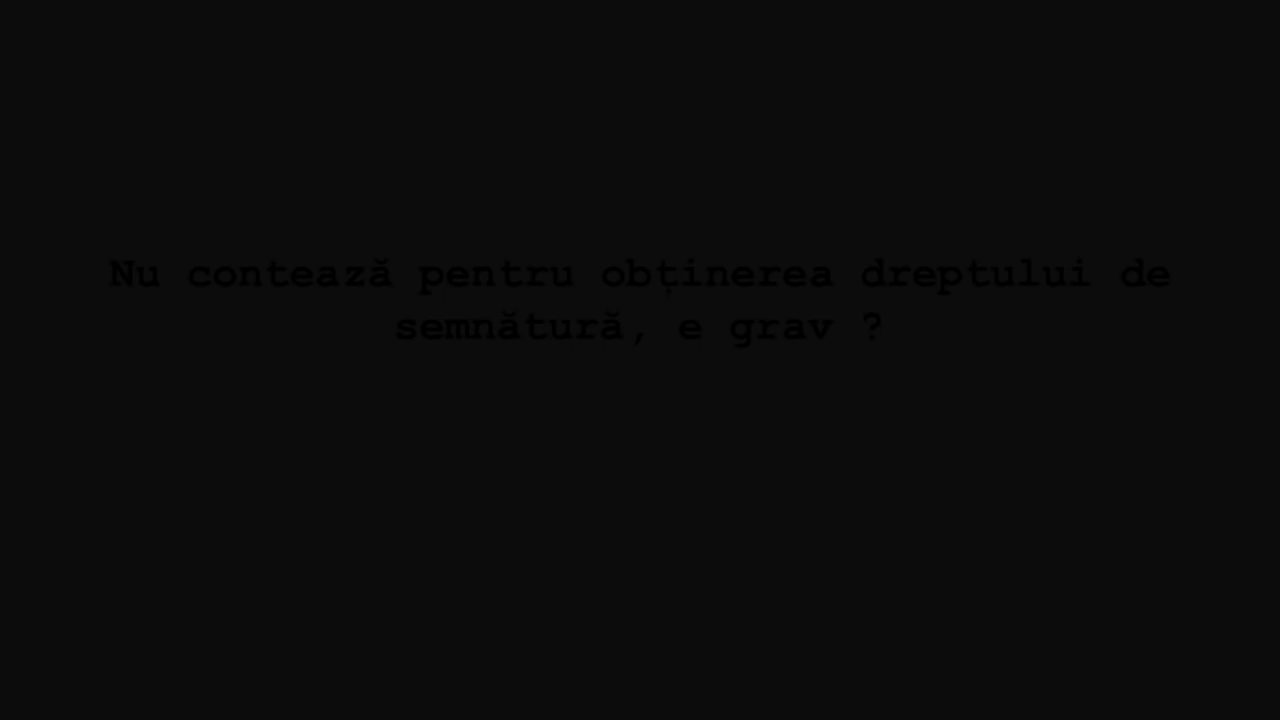 Nu contează pentru obținerea dreptului de
semnătură, e grav ?